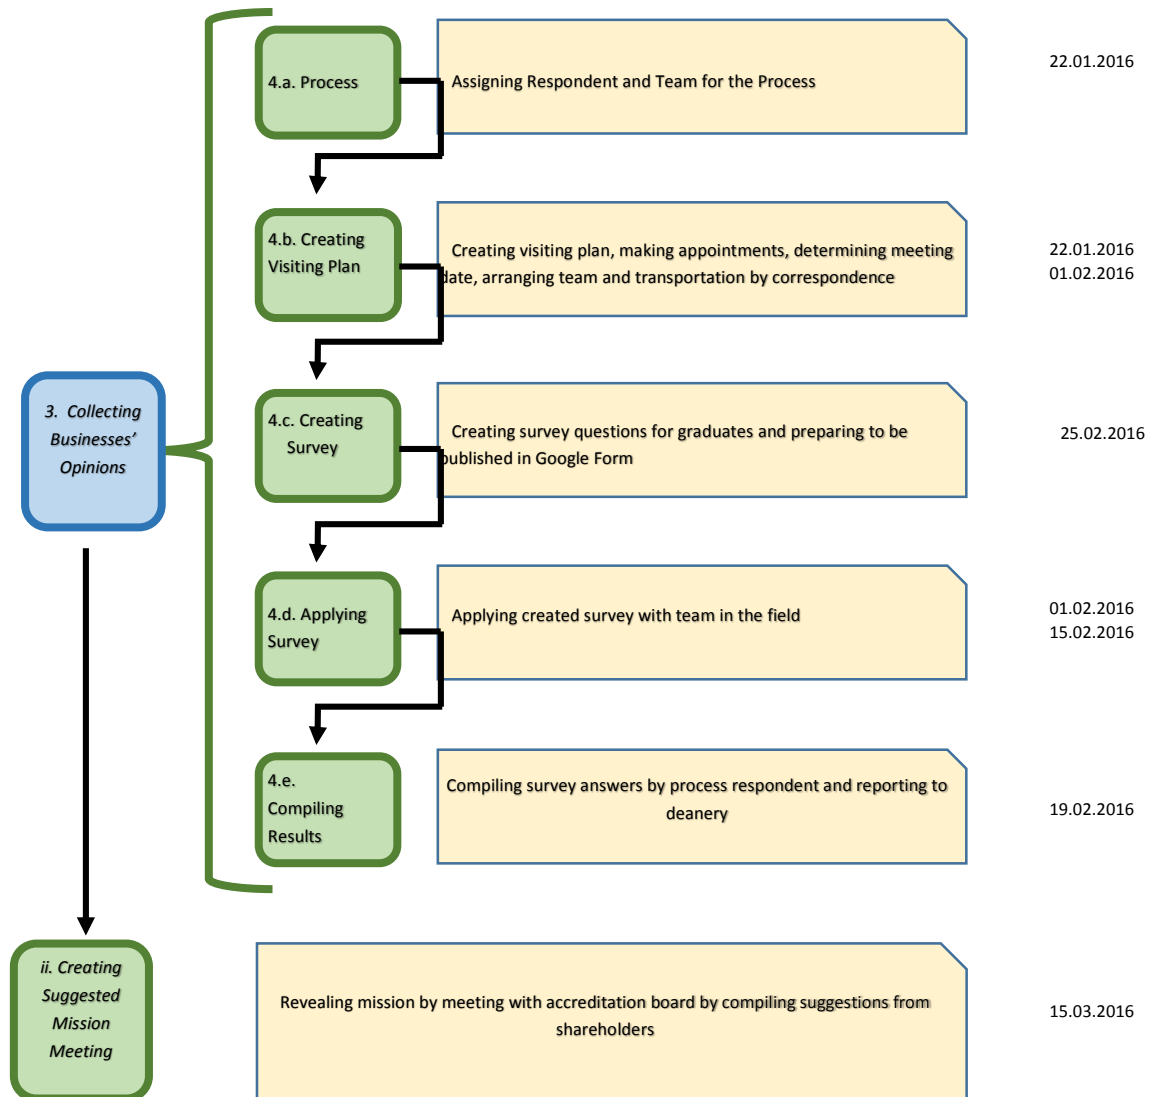 22.01.2016
4.a. Process
Assigning Respondent and Team for the Process
4.b. Creating
Visiting Plan
Creating visiting plan, making appointments, determining meeting
date, arranging team and transportation by correspondence
22.01.2016
01.02.2016
3. Collecting
Businesses’
Opinions
4.c. Creating
Survey
Creating survey questions for graduates and preparing to be
published in Google Form
25.02.2016
4.d. Applying
Survey
Applying created survey with team in the field
01.02.2016
15.02.2016
4.e.
Compiling
Results
Compiling survey answers by process respondent and reporting to
deanery
19.02.2016
ii. Creating
Suggested
Mission
Meeting
Revealing mission by meeting with accreditation board by compiling suggestions from
shareholders
15.03.2016